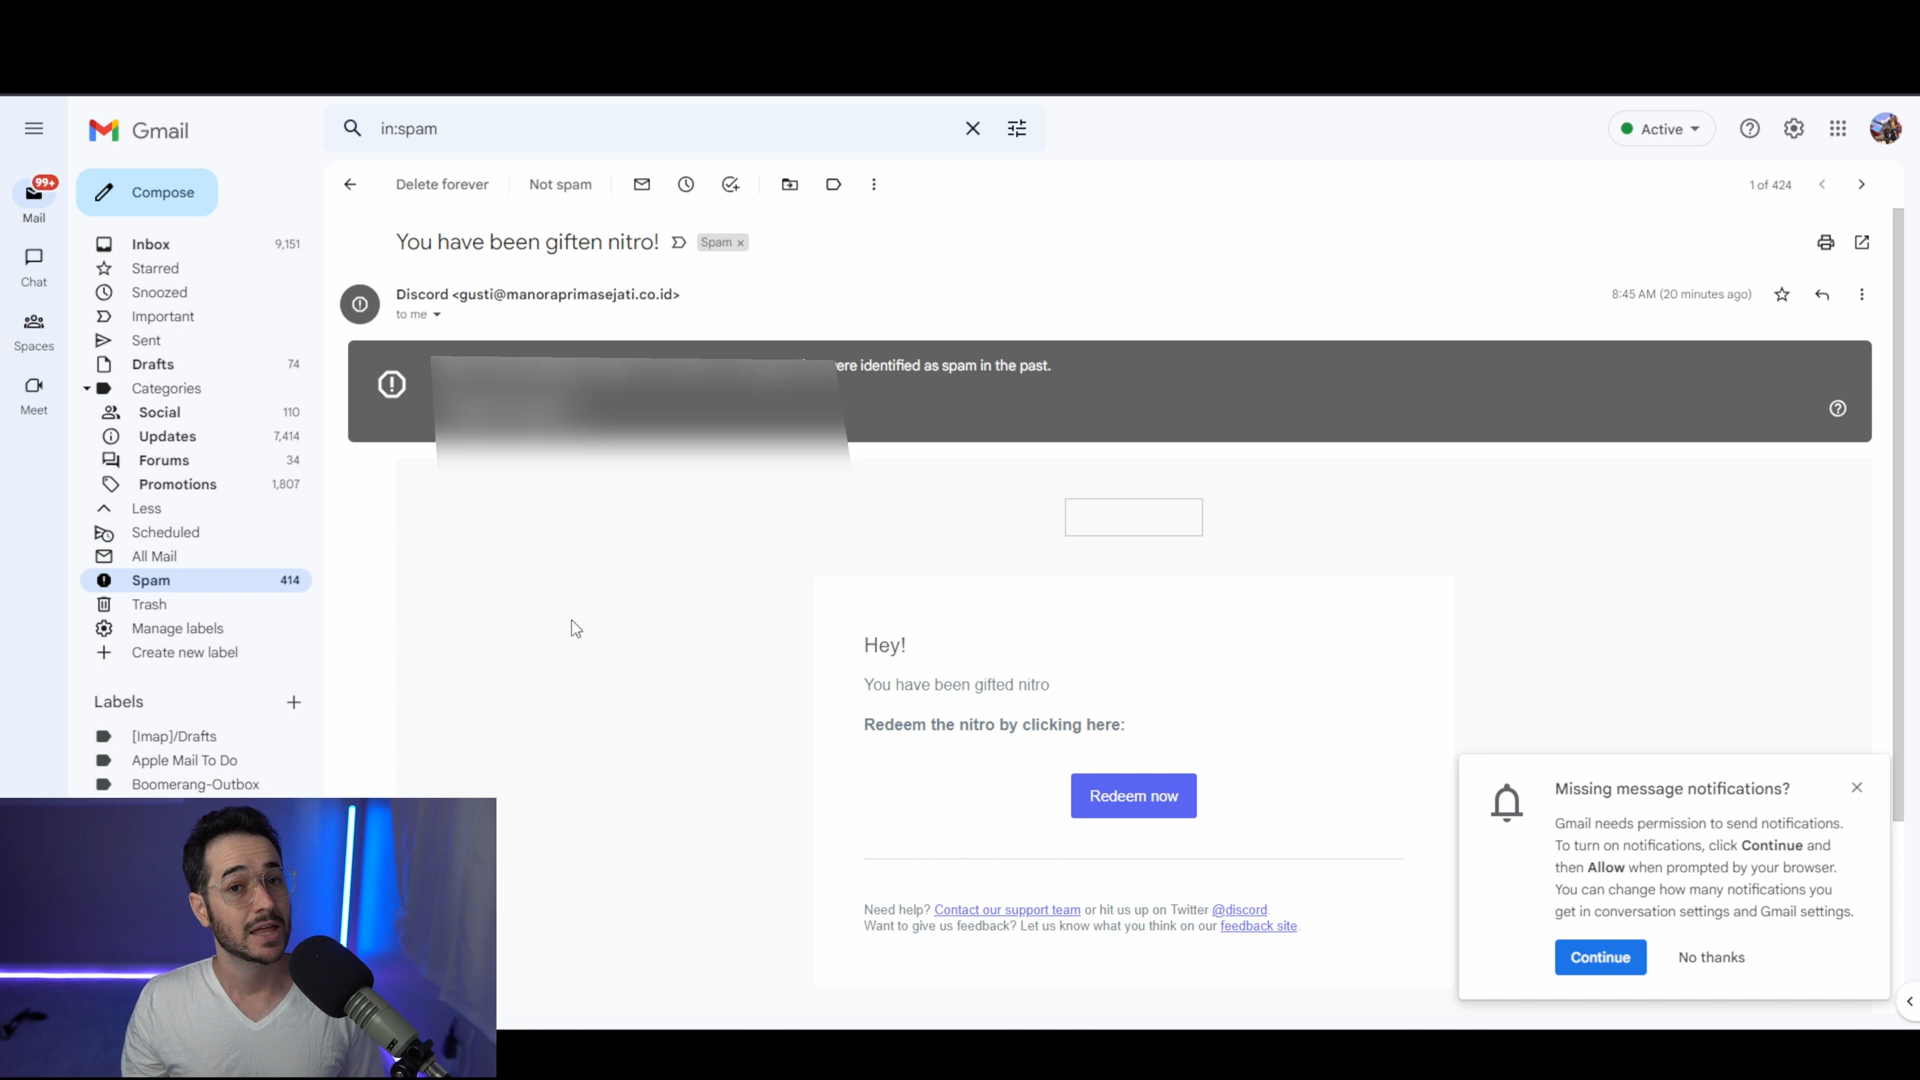 Gmail
in:spam
Active
99+
Mail
Chat
Spaces
Meet
Compose
Inbox 9,151
Starred
Snoozed
Important
Sent
Drafts 74
Categories
Social 110
Updates 7,414
Forums 34
Promotions 1,807
Less
Scheduled
All Mail
Spam 414
Trash
Manage labels
Create new label
Labels
[Imap]/Drafts
Apple Mail To Do
Boomerang-Outbox
Delete forever
Not spam
1 of 424
You have been giften nitro!
Spam x
Discord <gusti@manoraprimasejati.co.id>
8:45 AM (20 minutes ago)
to me
identified as spam in the past.
Hey!
You have been gifted nitro
Redeem the nitro by clicking here:
Redeem now
Need help? Contact our support team or hit us up on Twitter @discord.
Want to give us feedback? Let us know what you think on our feedback site.
Missing message notifications?
Gmail needs permission to send notifications.
To turn on notifications, click Continue and
then Allow when prompted by your browser.
You can change how many notifications you
get in conversation settings and Gmail settings.
Continue
No thanks